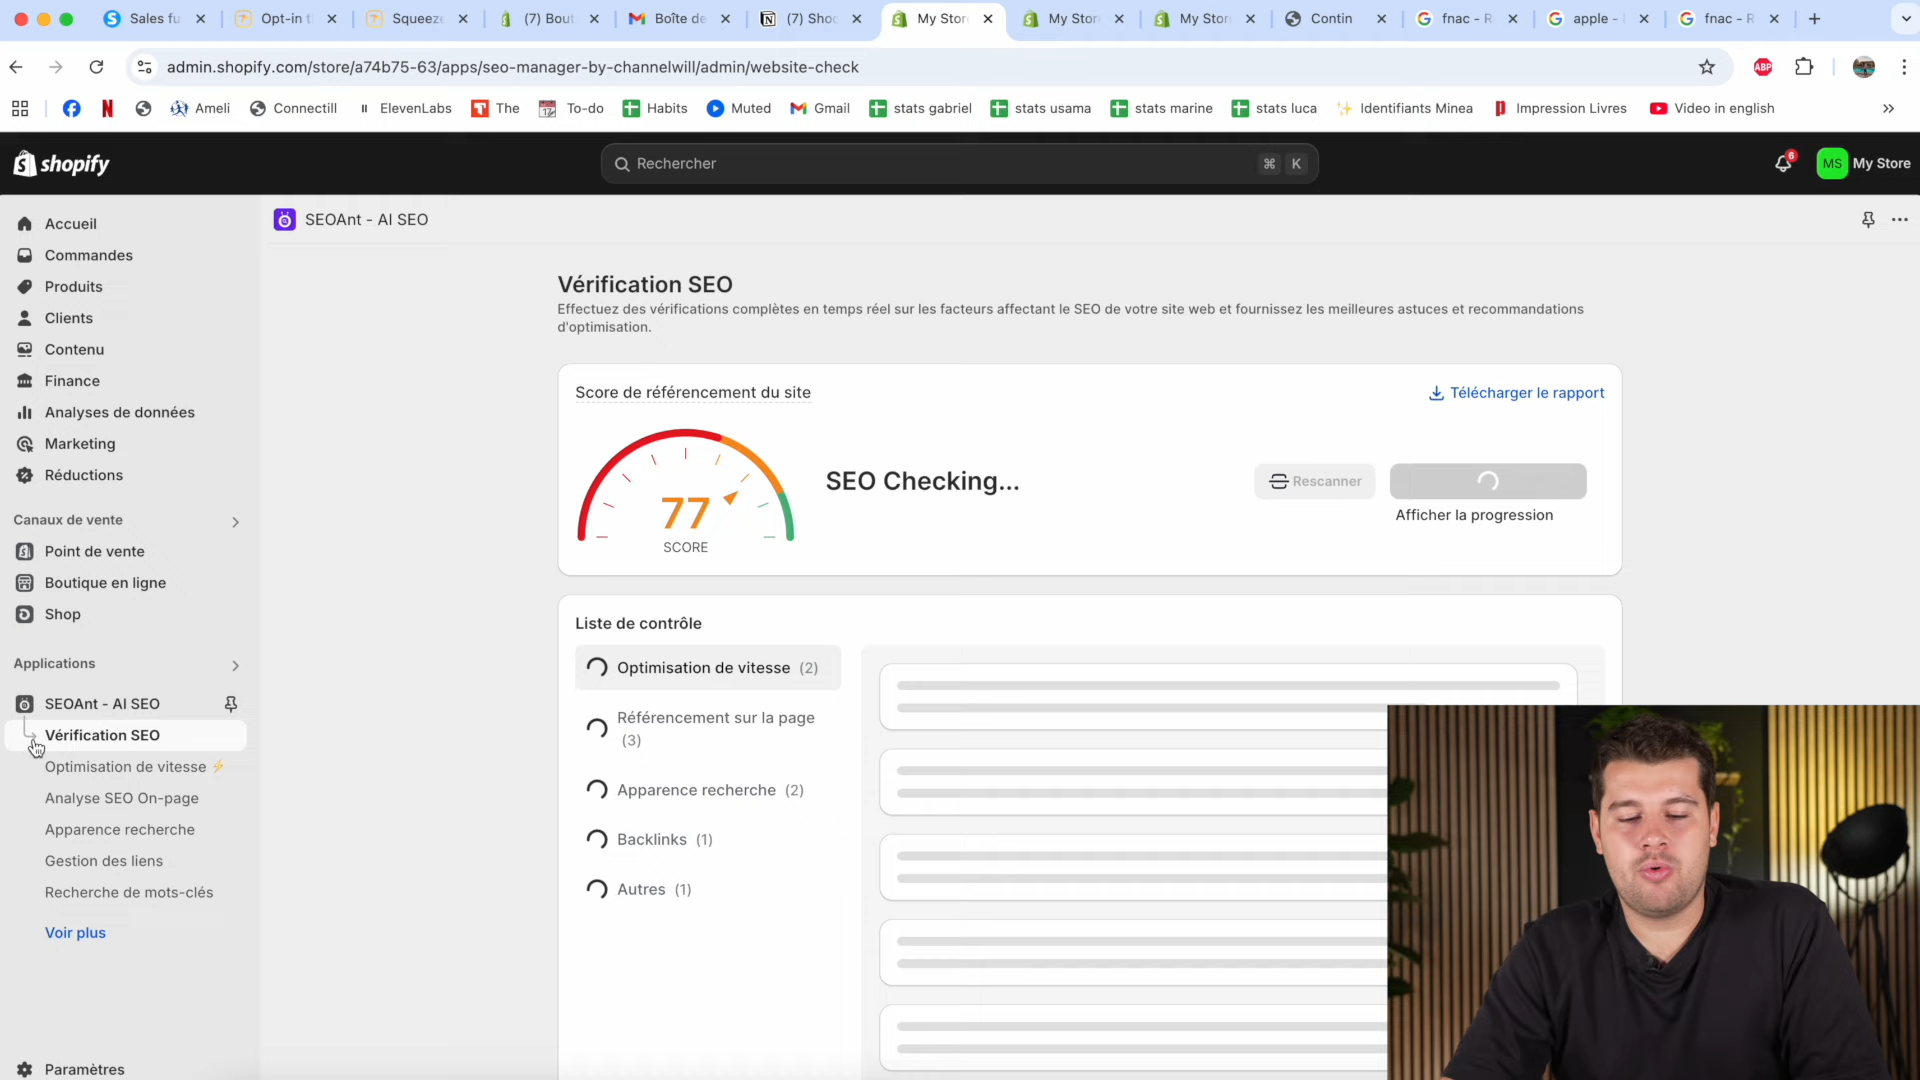 Sales fu
Opt-in t
Squeeze
(7) Bout
Boîte de
(7) Shop
My Stor
My Stor
My Stor
Contin
fnac - R
apple -
fnac - R
admin.shopify.com/store/a74b75-63/apps/seo-manager-by-channelwill/admin/website-check
ABP
Ameli
Connectill
ElevenLabs
The
To-do
Habits
Muted
Gmail
stats gabriel
stats usama
stats marine
stats luca
Identifiants Minea
Impression Livres
Video in english
shopify
Rechercher
⌘ K
6
MS My Store
Accueil
Commandes
Produits
Clients
Contenu
Finance
Analyses de données
Marketing
Réductions
Canaux de vente
Point de vente
Boutique en ligne
Shop
Applications
SEOAnt - AI SEO
Vérification SEO
Optimisation de vitesse ⚡
Analyse SEO On-page
Apparence recherche
Gestion des liens
Recherche de mots-clés
Voir plus
Paramètres
SEOAnt - AI SEO
Vérification SEO
Effectuez des vérifications complètes en temps réel sur les facteurs affectant le SEO de votre site web et fournissez les meilleures astuces et recommandations
d'optimisation.
Score de référencement du site
Télécharger le rapport
77
SCORE
SEO Checking...
Rescanner
Afficher la progression
Liste de contrôle
Optimisation de vitesse (2)
Référencement sur la page
(3)
Apparence recherche (2)
Backlinks (1)
Autres (1)